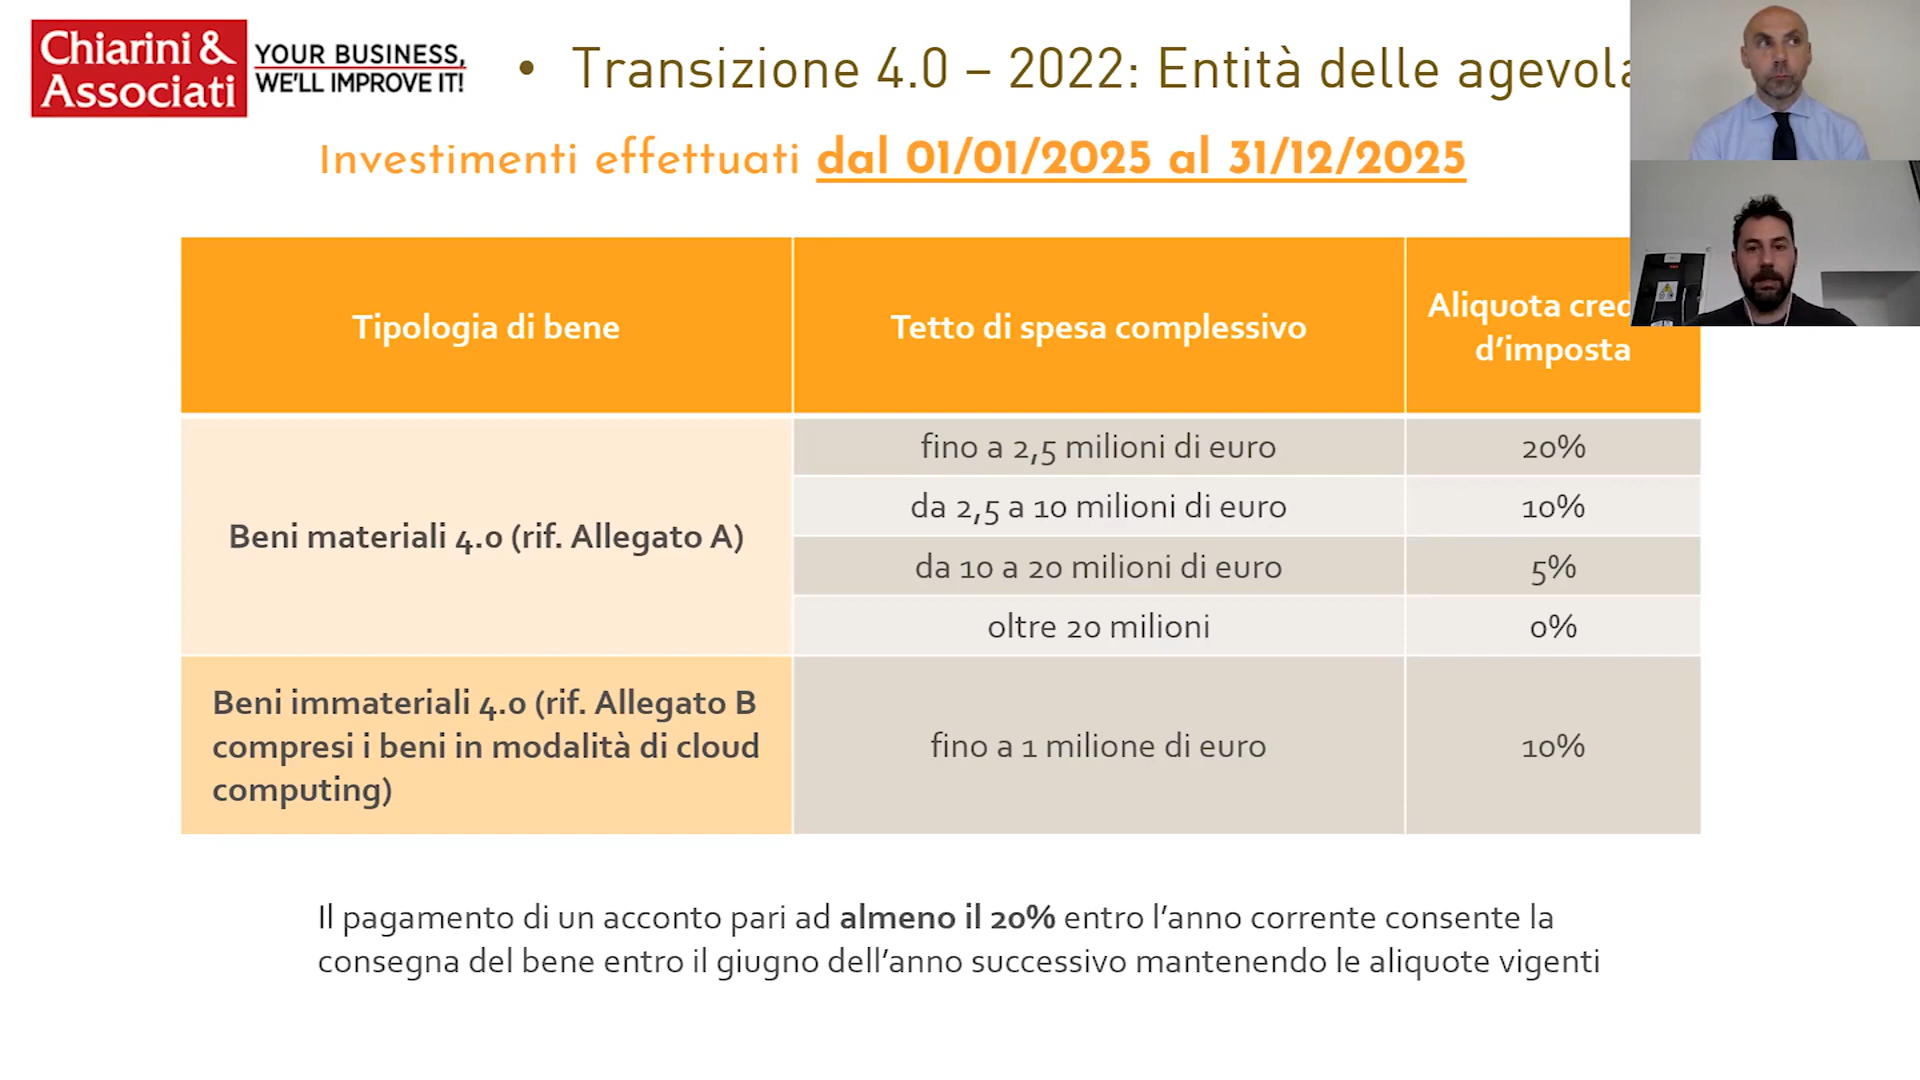 Chiarini &
Associati
YOUR BUSINESS,
WE'LL IMPROVE IT!
• Transizione 4.0 – 2022: Entità delle
Investimenti effettuati dal 01/01/2025 al 31/12/2025
Tipologia di bene
Tetto di spesa complessivo
Aliquota
d'imposta
Beni materiali 4.0 (rif. Allegato A)
fino a 2,5 milioni di euro
20%
da 2,5 a 10 milioni di euro
10%
da 10 a 20 milioni di euro
5%
oltre 20 milioni
0%
Beni immateriali 4.0 (rif. Allegato B
compresi i beni in modalità di cloud
computing)
fino a 1 milione di euro
10%
Il pagamento di un acconto pari ad almeno il 20% entro l'anno corrente consente la
consegna del bene entro il giugno dell'anno successivo mantenendo le aliquote vigenti